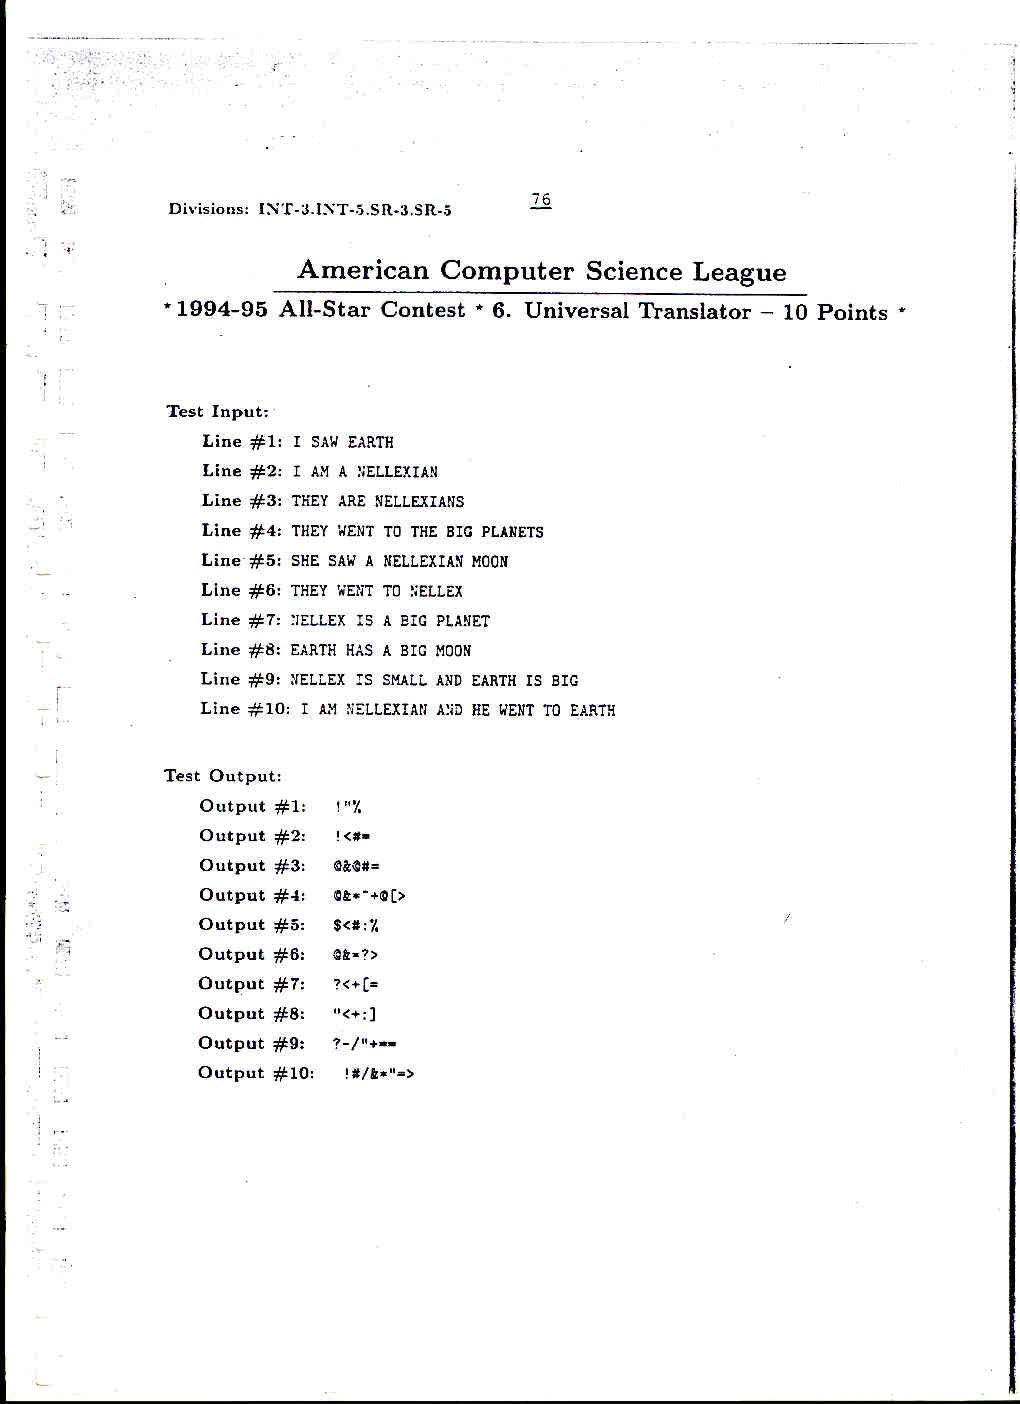 Divisions: INT-3.INT-5.SR-3.SR-5
76
American Computer Science League
* 1994-95 All-Star Contest * 6. Universal Translator – 10 Points *
Test Input:
Line #1: I SAW EARTH
Line #2: I AM A NELLEXIAN
Line #3: THEY ARE NELLEXIANS
Line #4: THEY WENT TO THE BIG PLANETS
Line #5: SHE SAW A NELLEXIAN MOON
Line #6: THEY WENT TO NELLEX
Line #7: NELLEX IS A BIG PLANET
Line #8: EARTH HAS A BIG MOON
Line #9: NELLEX IS SMALL AND EARTH IS BIG
Line #10: I AM NELLEXIAN AND HE WENT TO EARTH
Test Output:
Output #1: !"%
Output #2: !<#=
Output #3: @&@#=
Output #4: @&*^+@[>
Output #5: $<#:%
Output #6: @&*?>
Output #7: ?<+[=
Output #8: "<+:]
Output #9: ?-/"+==
Output #10: !#/&*"=>